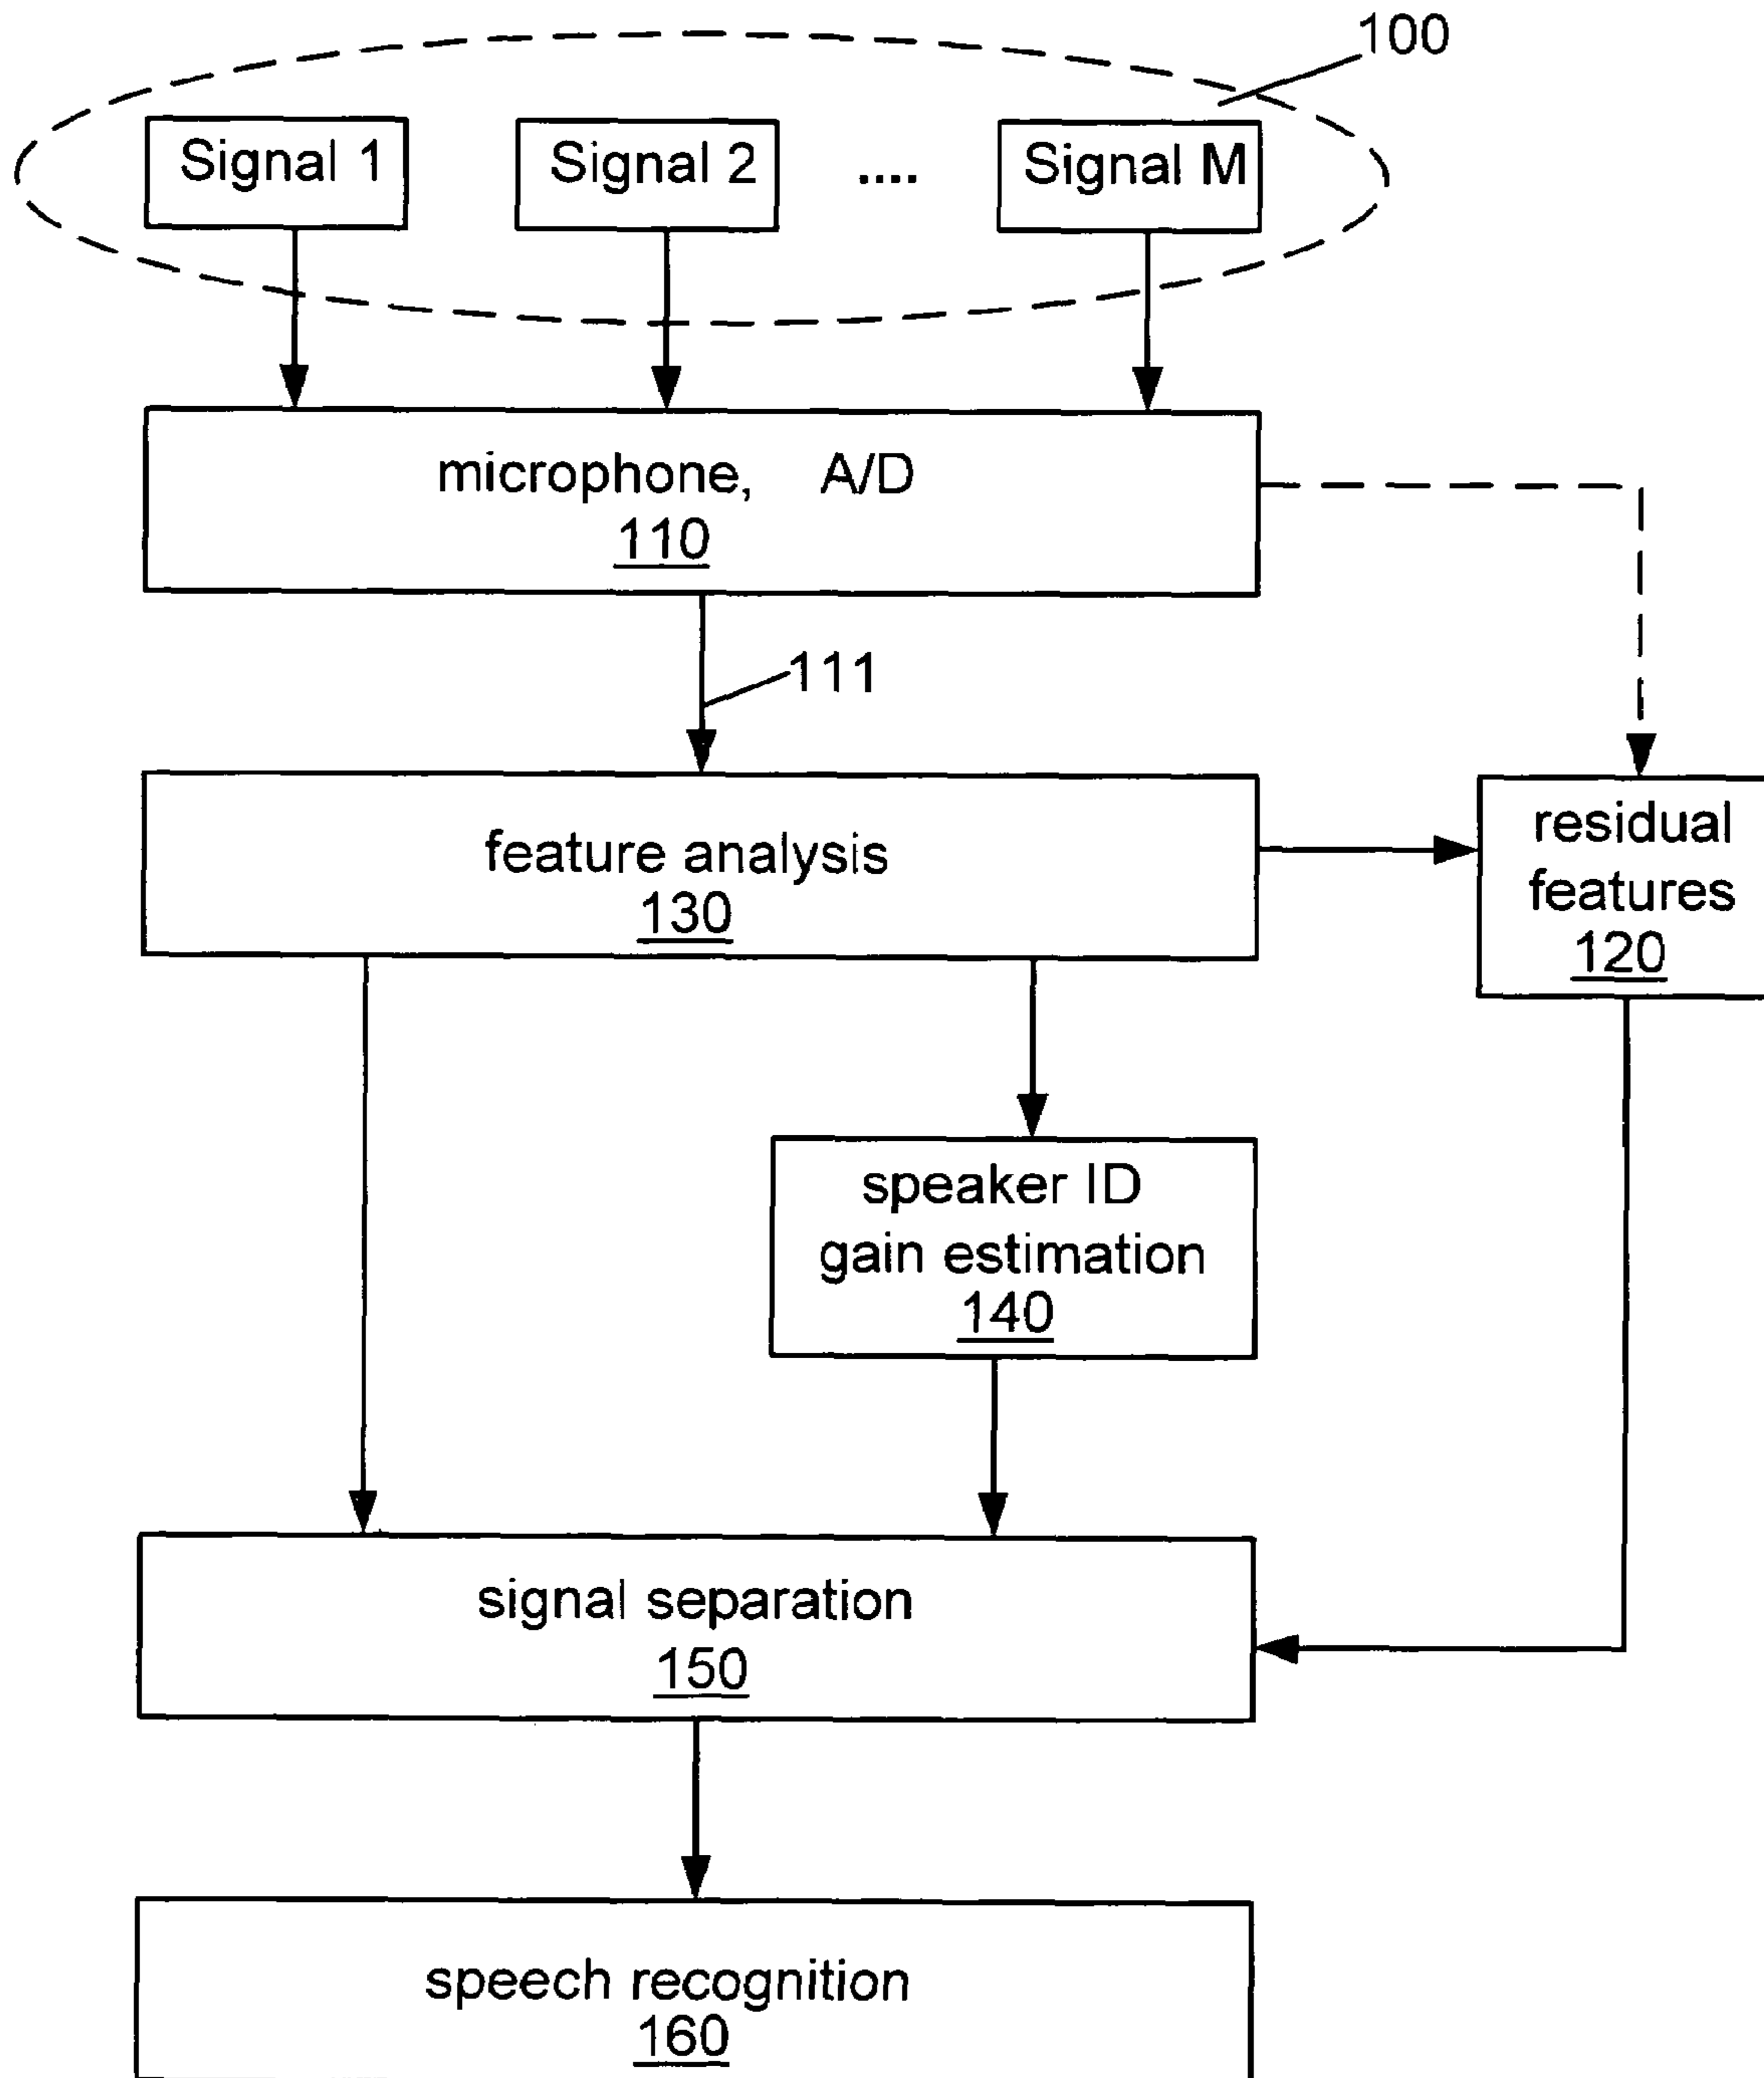 100
Signal 1
Signal 2
....
Signal M
microphone, A/D
110
111
feature analysis
130
residual
features
120
speaker ID
gain estimation
140
signal separation
150
speech recognition
160